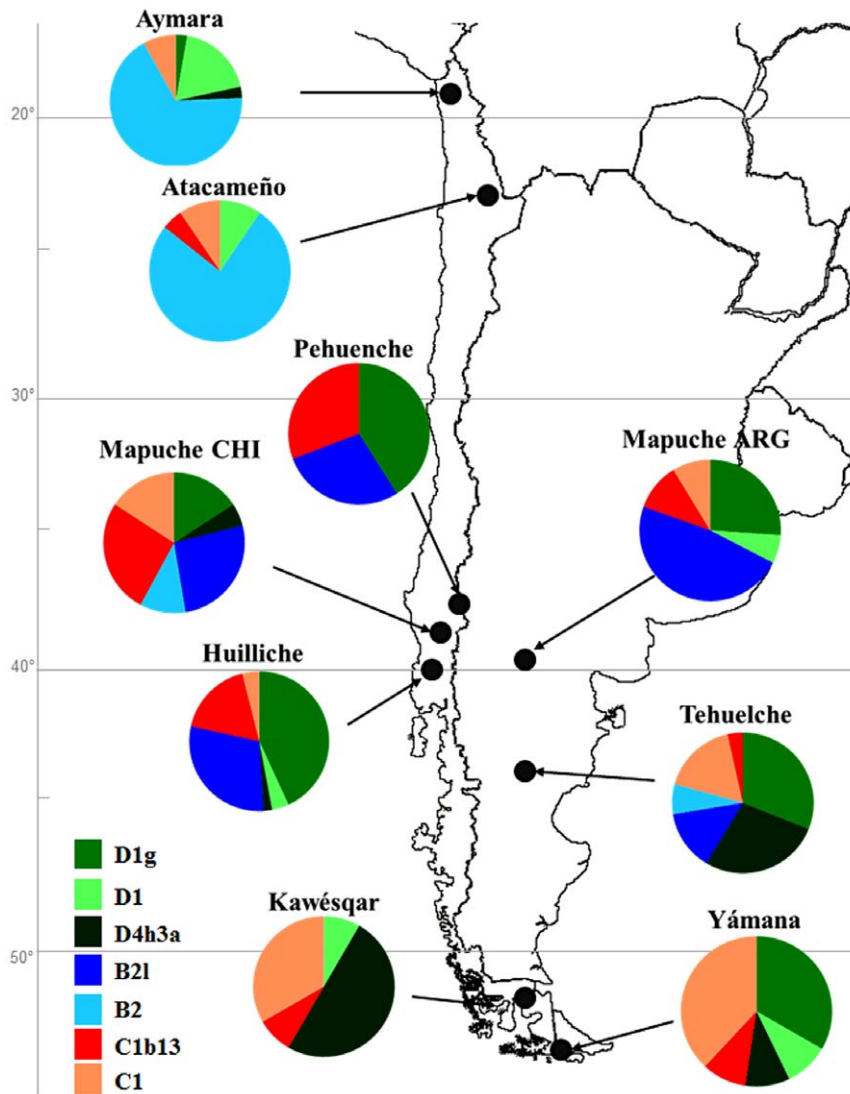 Aymara
20°
Atacameño
Pehuenche
30°
Mapuche CHI
Mapuche ARG
Huilliche
40°
Tehuelche
D1g
D1
D4h3a
B2l
B2
C1b13
C1
Kawésqar
Yámana
50°